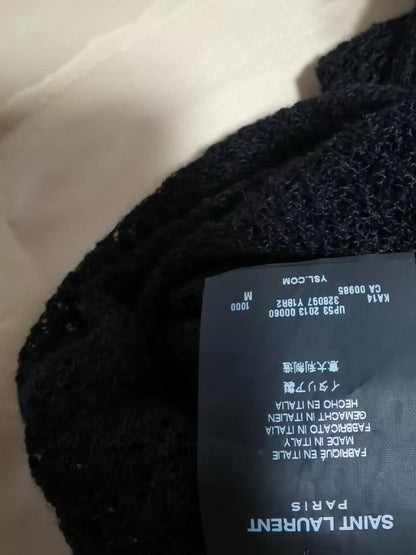 SAINT LAURENT
PARIS
FABRIQUÉ EN ITALIE
MADE IN ITALY
FABBRICATO IN ITALIA
GEMACHT IN ITALIEN
HECHO EN ITALIA
イタリア製
意大利制造
UP53 2013 00060
328097 Y1BR2 1000
KA14 M
CA 00985
YSL.COM